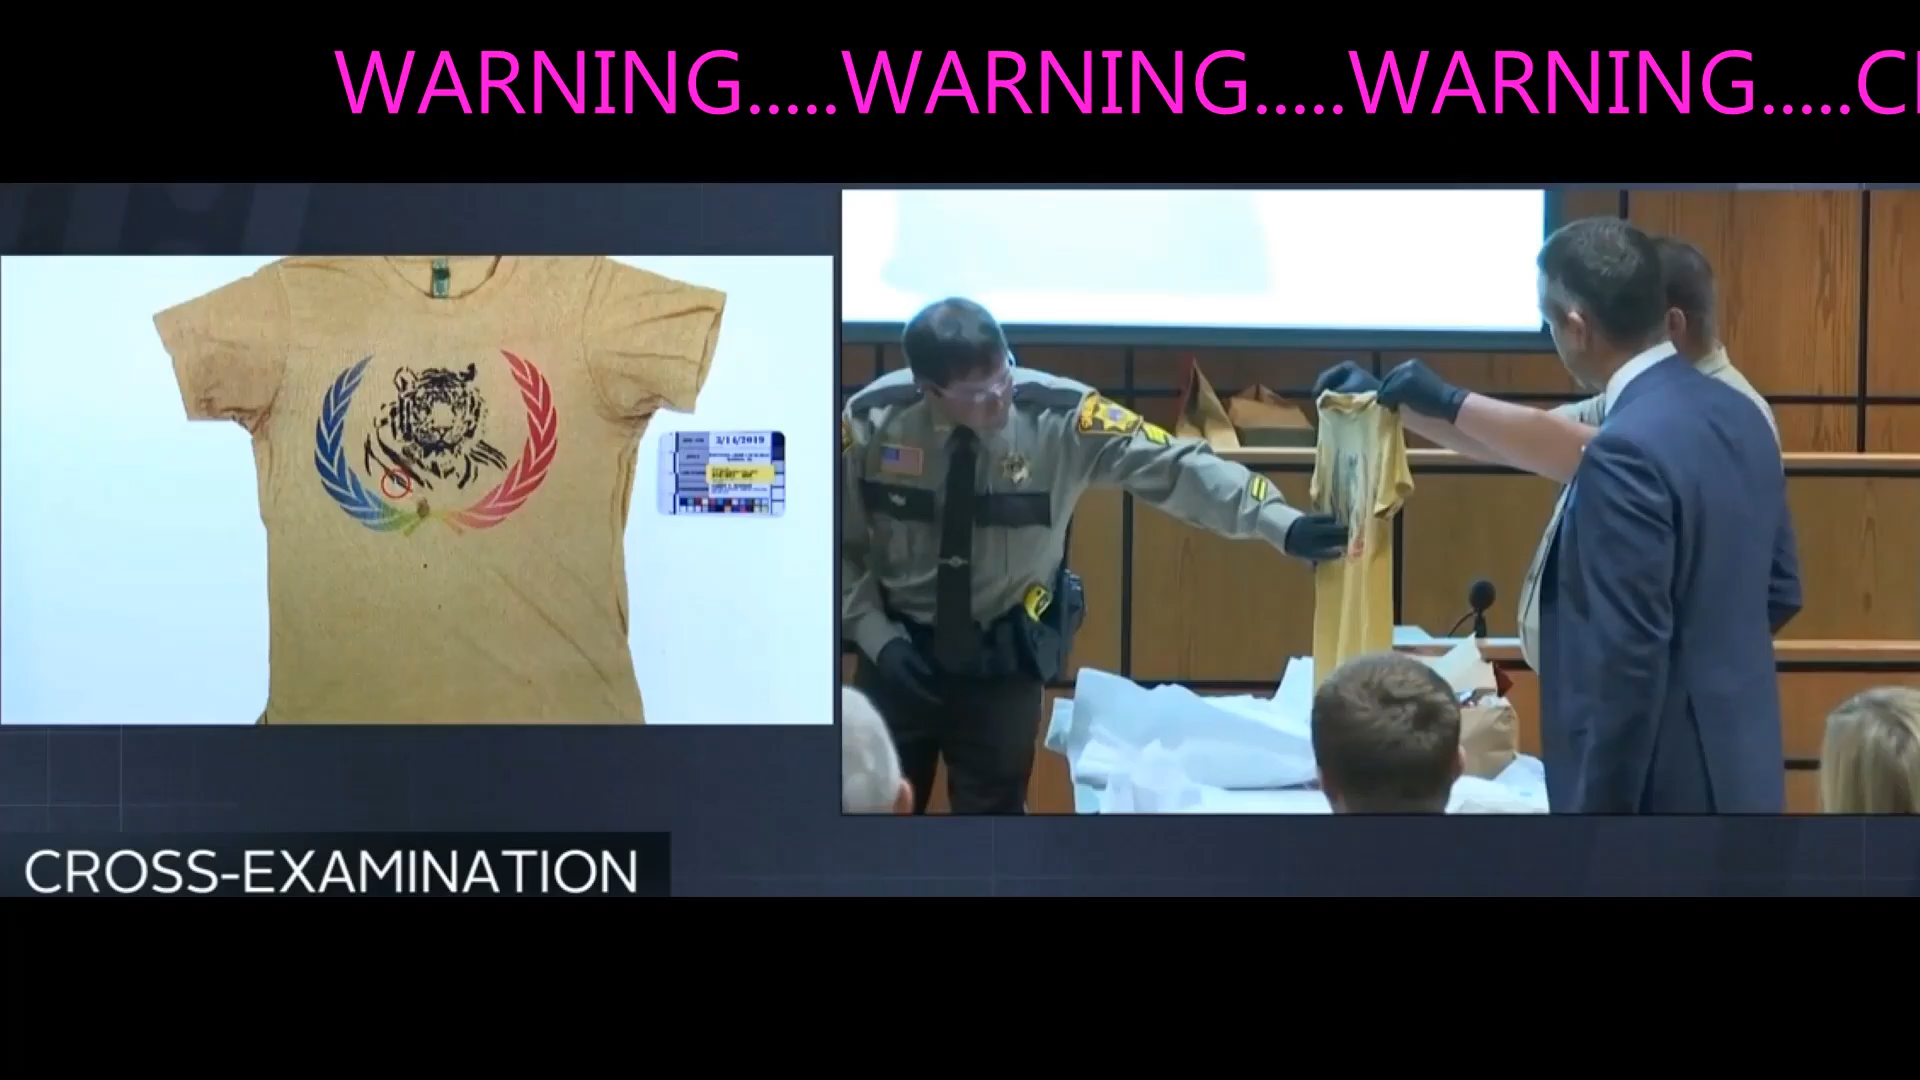 WARNING.....WARNING.....WARNING.....C
3/14/2019
CROSS-EXAMINATION